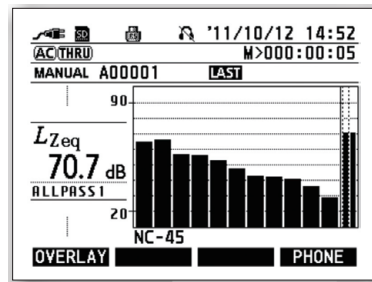 SD '11/10/12 14:52
AC THRU M>000:00:05
MANUAL A00001 LAST
90
LZeq
70.7 dB
ALLPASS1
20
NC-45
OVERLAY PHONE